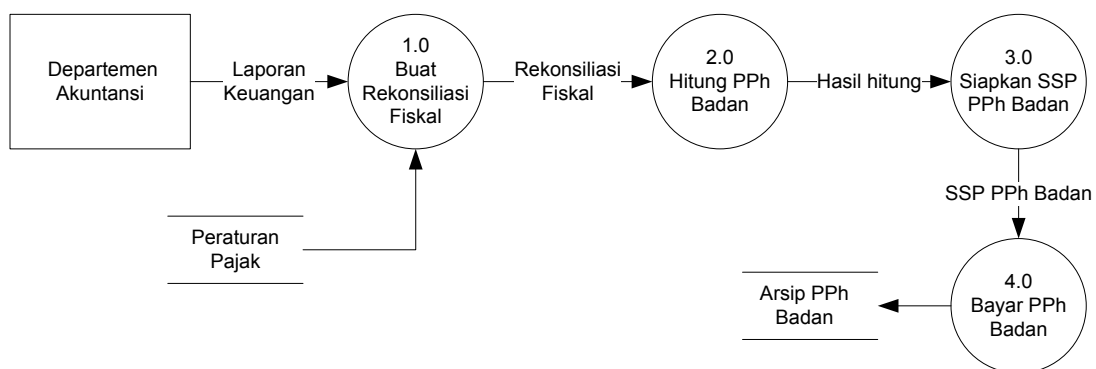 Departemen
Akuntansi
Laporan
Keuangan
1.0
Buat
Rekonsiliasi
Fiskal
Rekonsiliasi
Fiskal
2.0
Hitung PPh
Badan
Hasil hitung
3.0
Siapkan SSP
PPh Badan
SSP PPh Badan
Peraturan
Pajak
4.0
Bayar PPh
Badan
Arsip PPh
Badan